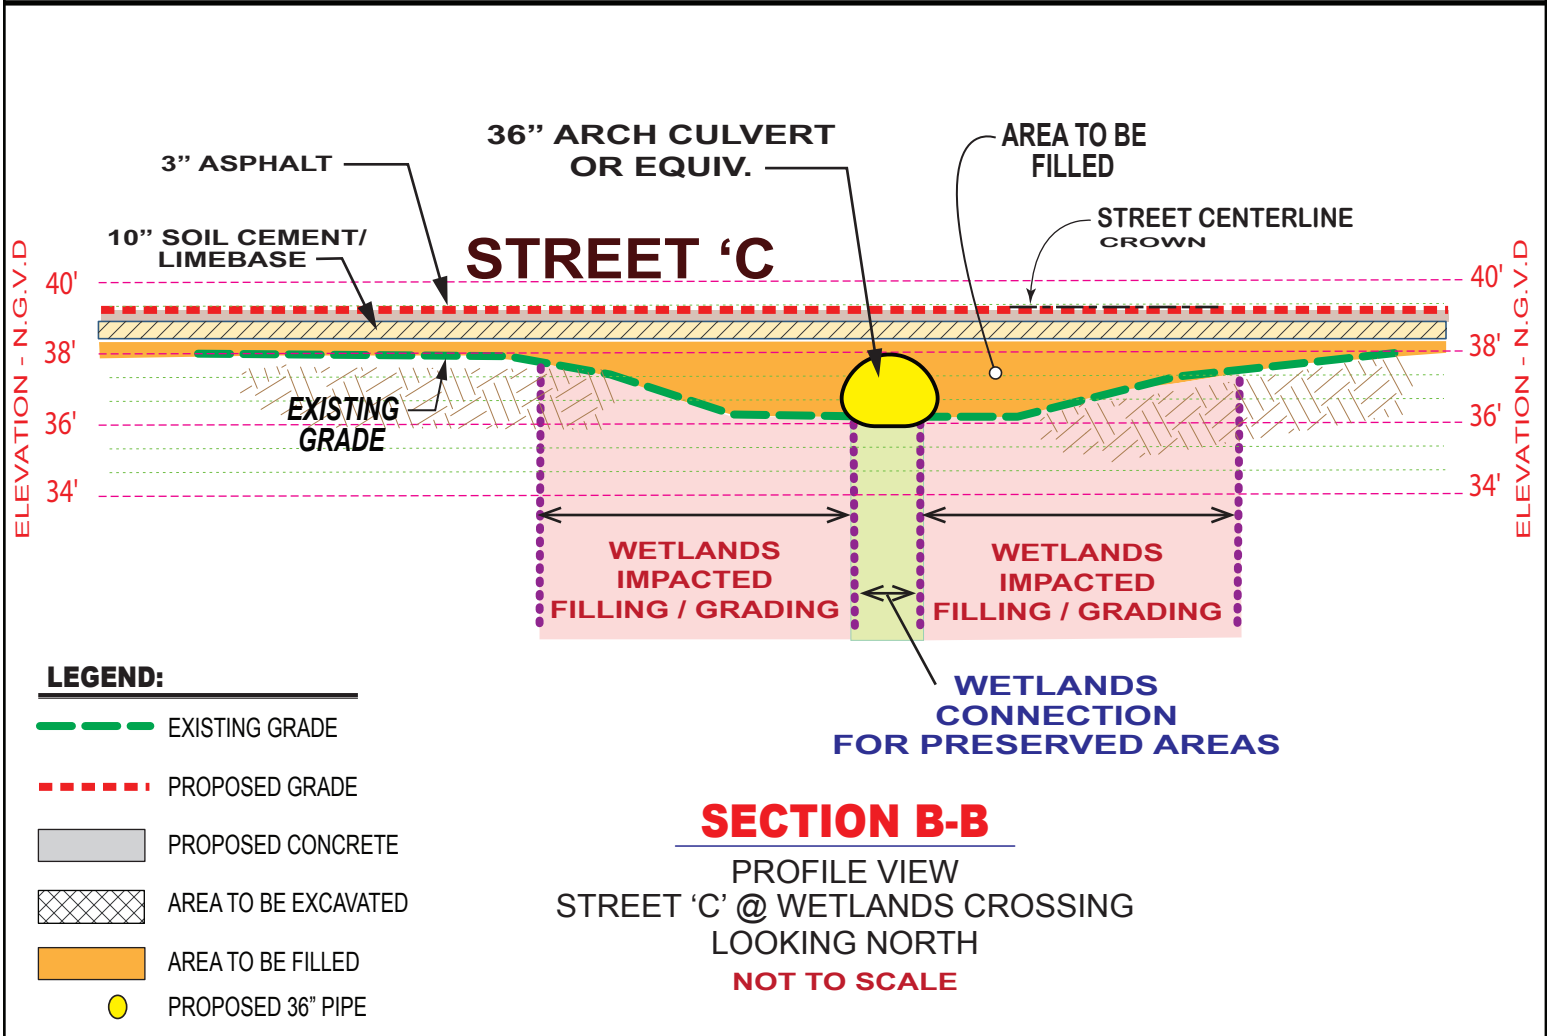 36” ARCH CULVERT
OR EQUIV.
AREA TO BE
FILLED
3” ASPHALT
STREET CENTERLINE
CROWN
10” SOIL CEMENT/
LIMEBASE
STREET ‘C
ELEVATION - N.G.V.D
40'
38'
36'
34'
40'
38'
36'
34'
ELEVATION - N.G.V.D
EXISTING
GRADE
WETLANDS
IMPACTED
FILLING / GRADING
WETLANDS
IMPACTED
FILLING / GRADING
WETLANDS
CONNECTION
FOR PRESERVED AREAS
LEGEND:
EXISTING GRADE
PROPOSED GRADE
PROPOSED CONCRETE
AREA TO BE EXCAVATED
AREA TO BE FILLED
PROPOSED 36” PIPE
SECTION B-B
PROFILE VIEW
STREET ‘C’ @ WETLANDS CROSSING
LOOKING NORTH
NOT TO SCALE